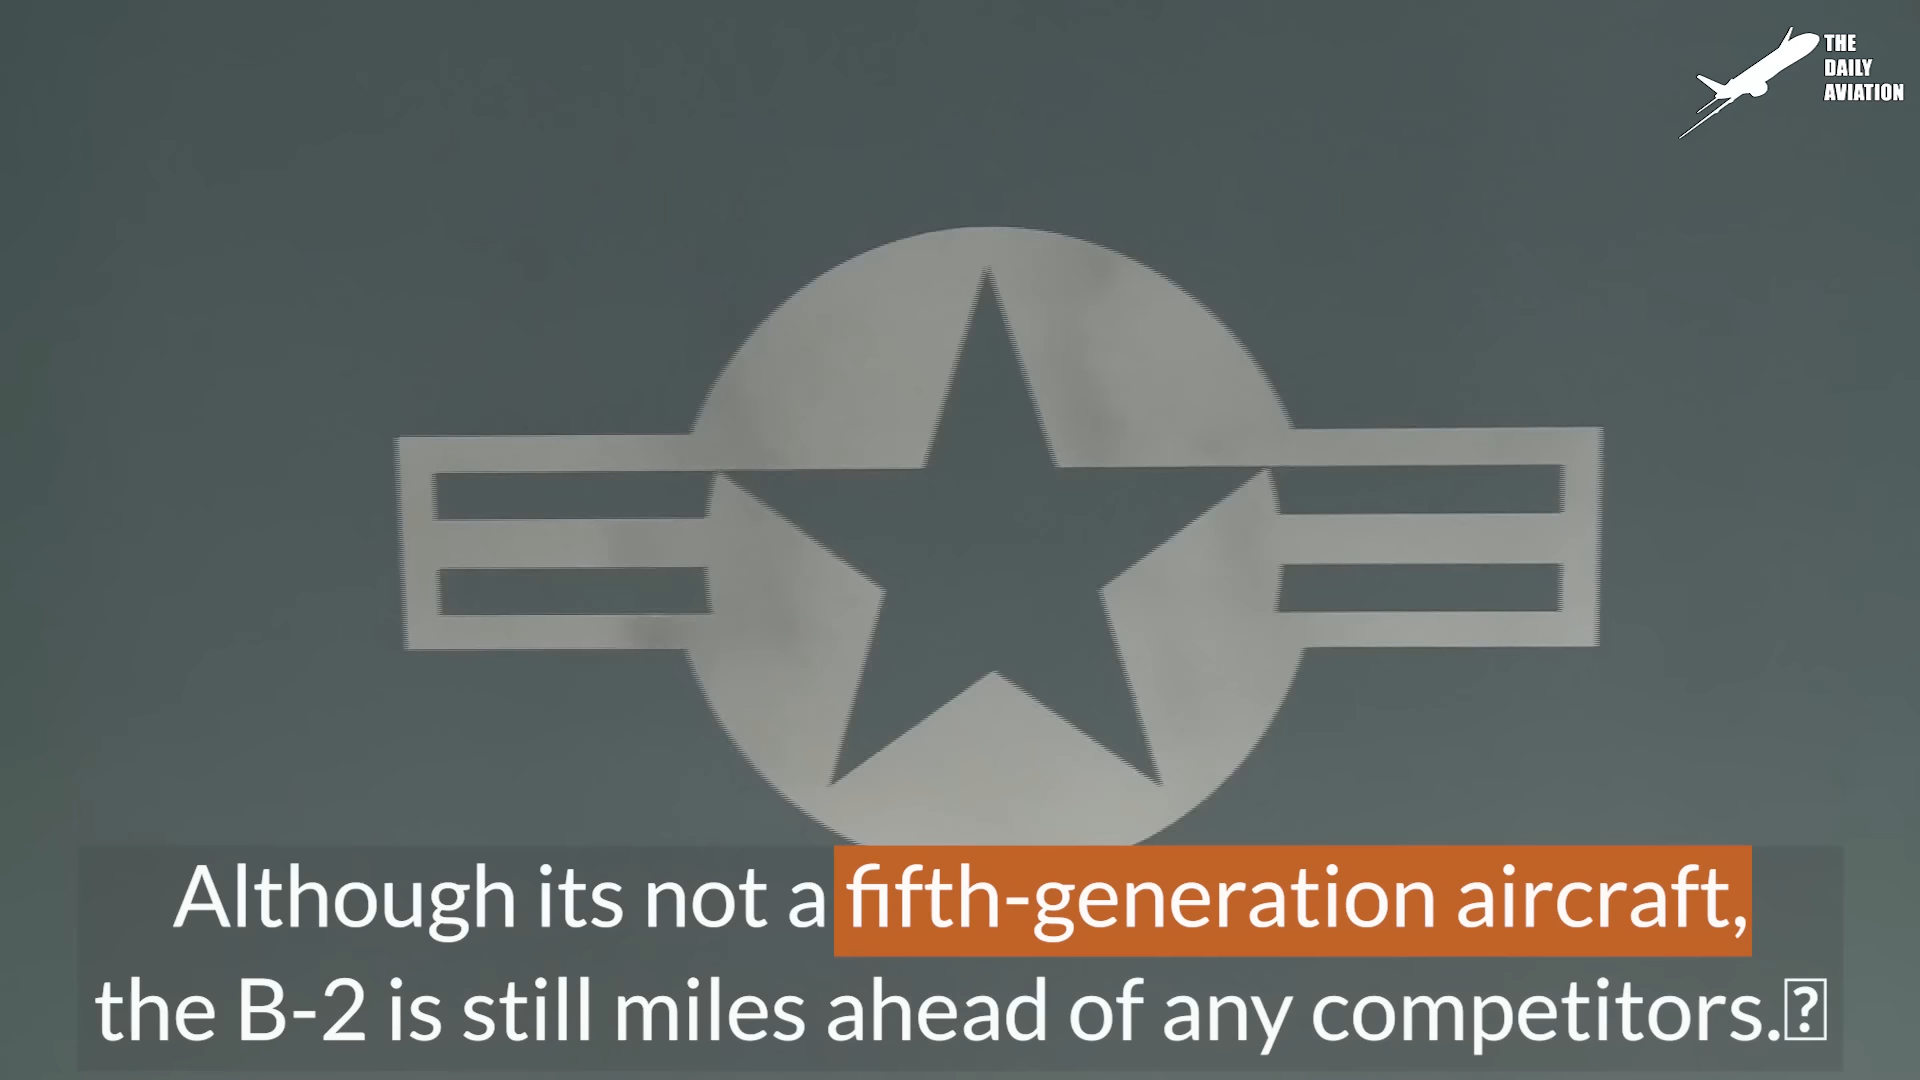 THE
DAILY
AVIATION
Although its not a fifth-generation aircraft,
the B-2 is still miles ahead of any competitors.